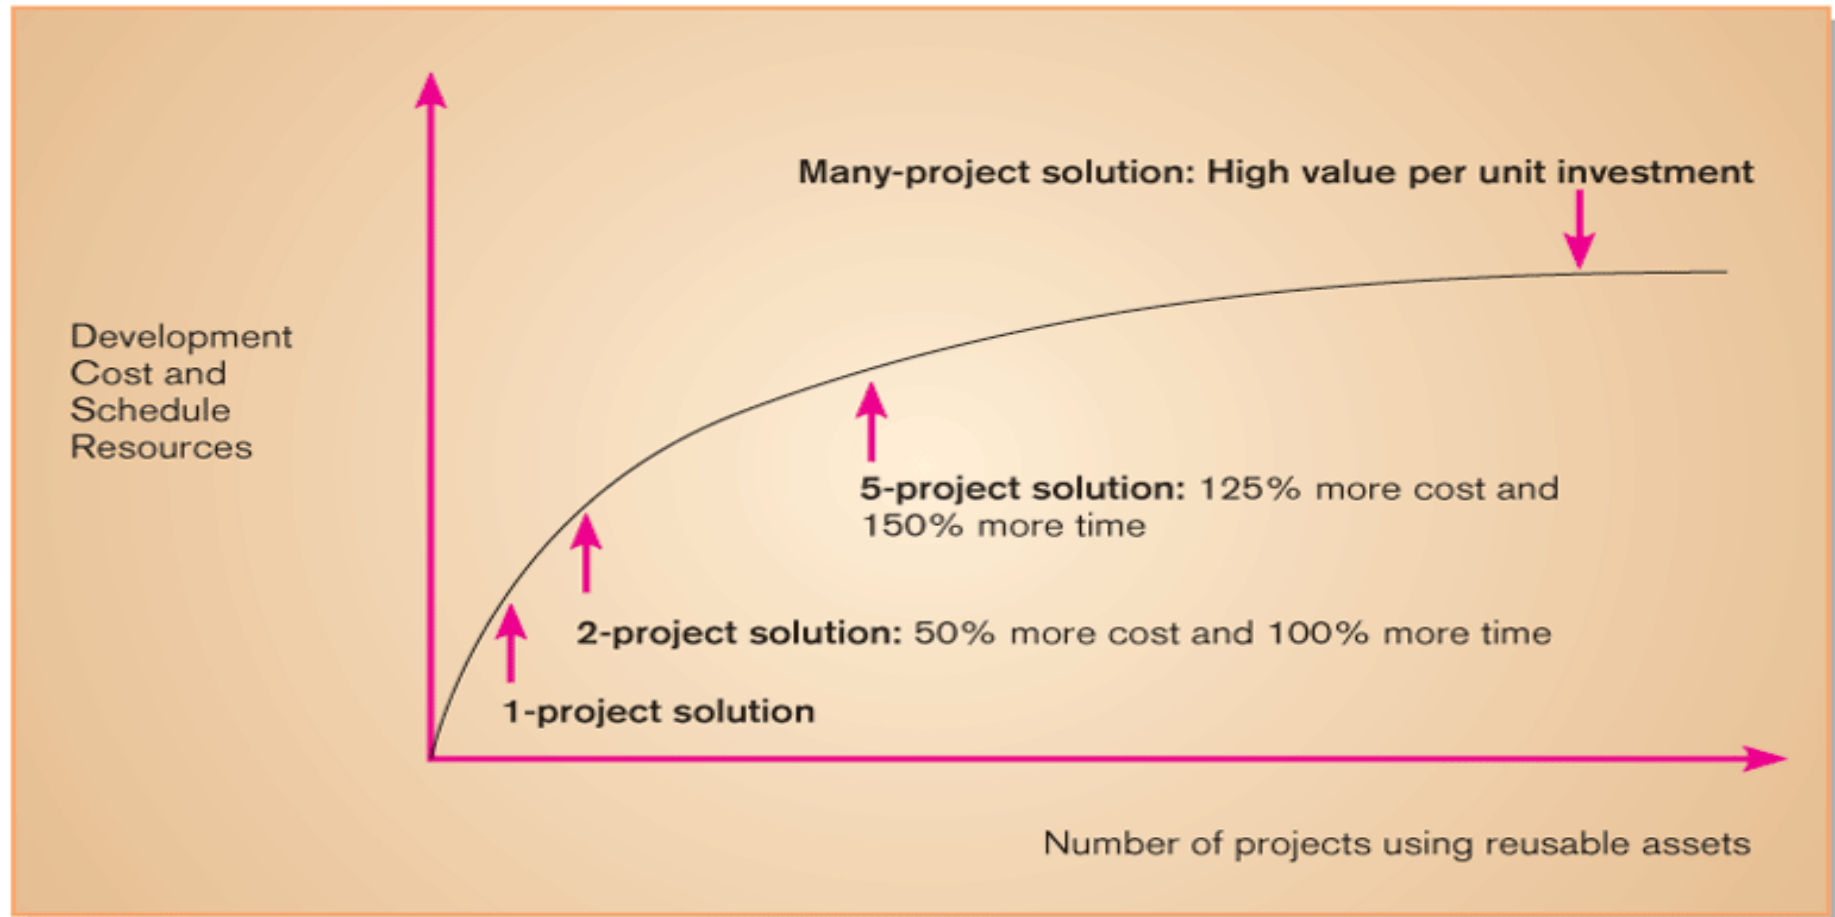 Many-project solution: High value per unit investment
Development
Cost and
Schedule
Resources
5-project solution: 125% more cost and
150% more time
2-project solution: 50% more cost and 100% more time
1-project solution
Number of projects using reusable assets